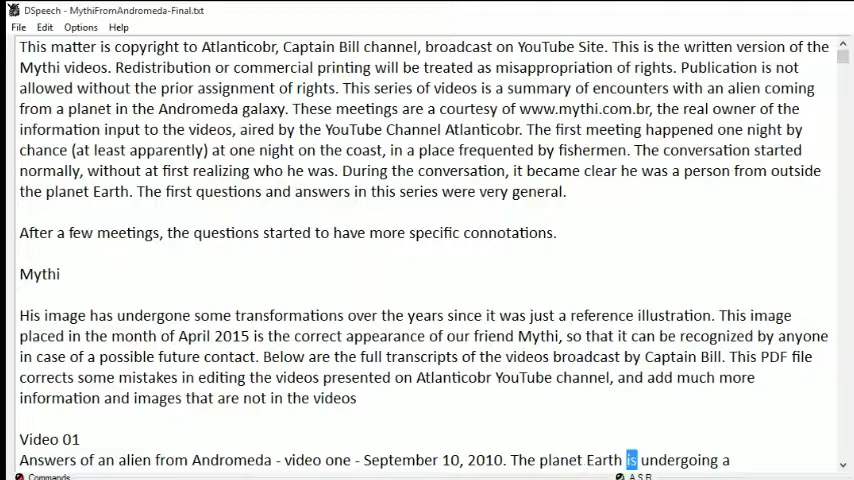 DSpeech - MythiFromAndromeda-Final.txt
File Edit Options Help
This matter is copyright to Atlanticobr, Captain Bill channel, broadcast on YouTube Site. This is the written version of the
Mythi videos. Redistribution or commercial printing will be treated as misappropriation of rights. Publication is not
allowed without the prior assignment of rights. This series of videos is a summary of encounters with an alien coming
from a planet in the Andromeda galaxy. These meetings are a courtesy of www.mythi.com.br, the real owner of the
information input to the videos, aired by the YouTube Channel Atlanticobr. The first meeting happened one night by
chance (at least apparently) at one night on the coast, in a place frequented by fishermen. The conversation started
normally, without at first realizing who he was. During the conversation, it became clear he was a person from outside
the planet Earth. The first questions and answers in this series were very general.
After a few meetings, the questions started to have more specific connotations.
Mythi
His image has undergone some transformations over the years since it was just a reference illustration. This image
placed in the month of April 2015 is the correct appearance of our friend Mythi, so that it can be recognized by anyone
in case of a possible future contact. Below are the full transcripts of the videos broadcast by Captain Bill. This PDF file
corrects some mistakes in editing the videos presented on Atlanticobr YouTube channel, and add much more
information and images that are not in the videos
Video 01
Answers of an alien from Andromeda - video one - September 10, 2010. The planet Earth is undergoing a
Commands A.S.R.